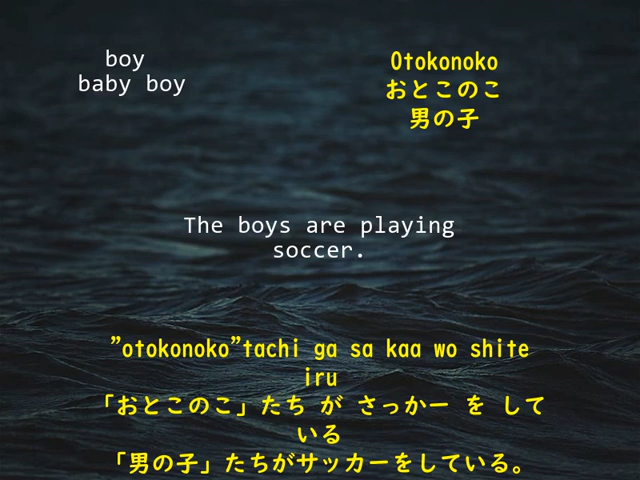 boy
baby boy
Otokonoko
おとこのこ
男の子
The boys are playing
soccer.
”otokonoko”tachi ga sa kaa wo shite
iru
「おとこのこ」たち が さっかー を して
いる
「男の子」たちがサッカーをしている。